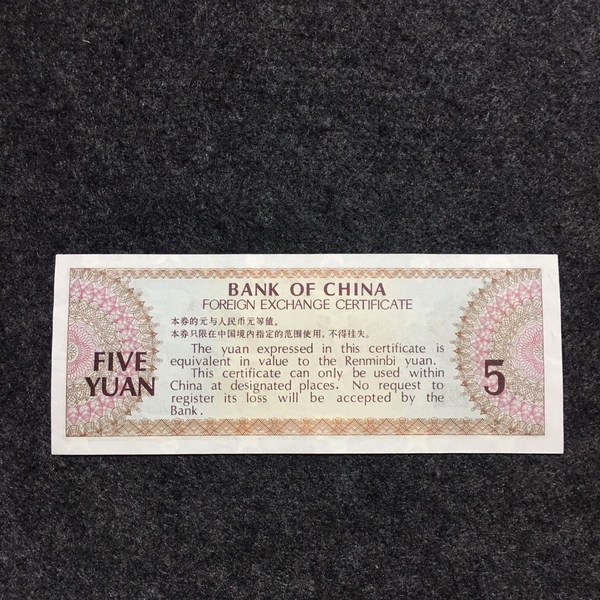 BANK OF CHINA
FOREIGN EXCHANGE CERTIFICATE
本券的元与人民币元等值。
本券只限在中国境内指定的范围使用，不得挂失。
The yuan expressed in this certificate is
equivalent in value to the Renminbi yuan.
This certificate can only be used within
China at designated places. No request to
register its loss will be accepted by the
Bank.
FIVE
YUAN
5